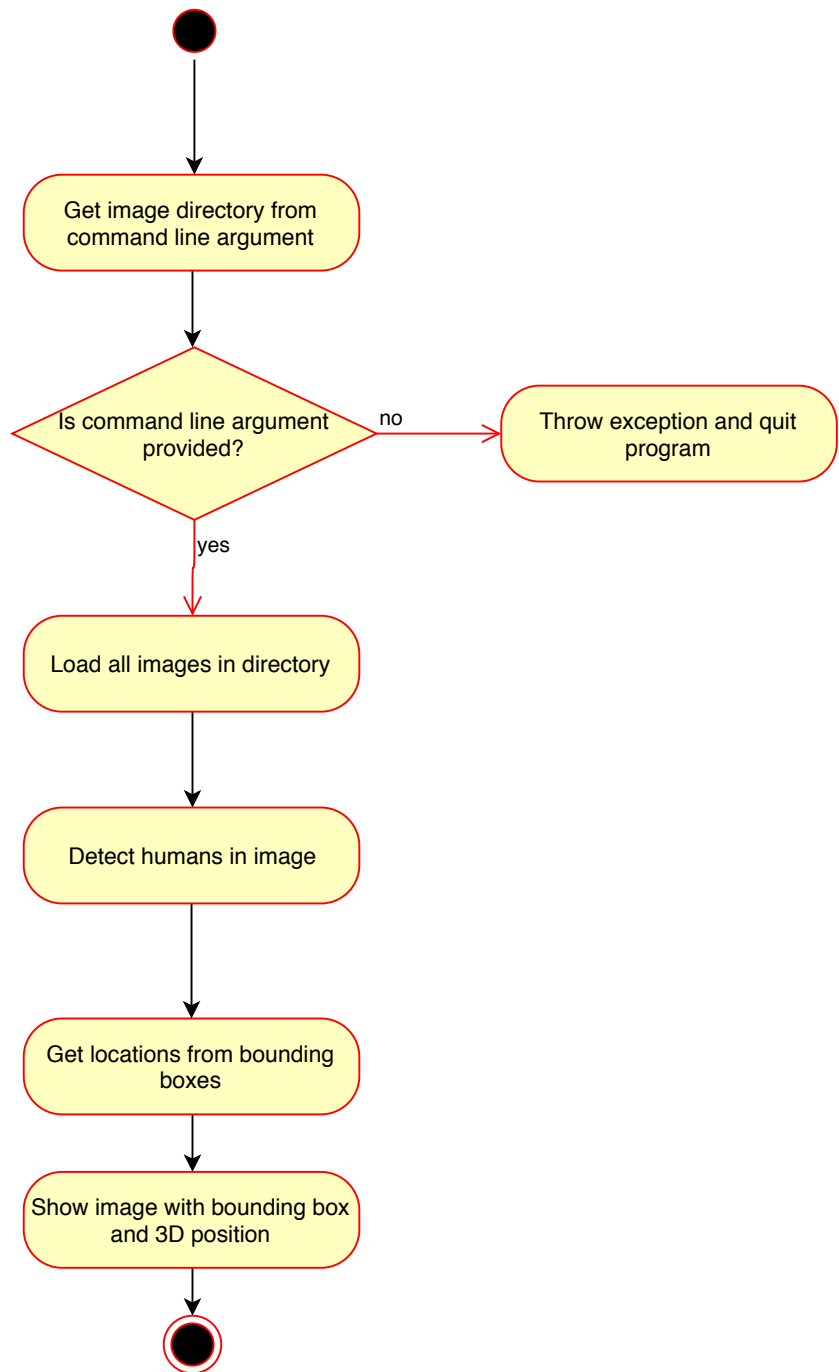 Get image directory from
command line argument
Is command line argument
provided?
no
Throw exception and quit
program
yes
Load all images in directory
Detect humans in image
Get locations from bounding
boxes
Show image with bounding box
and 3D position